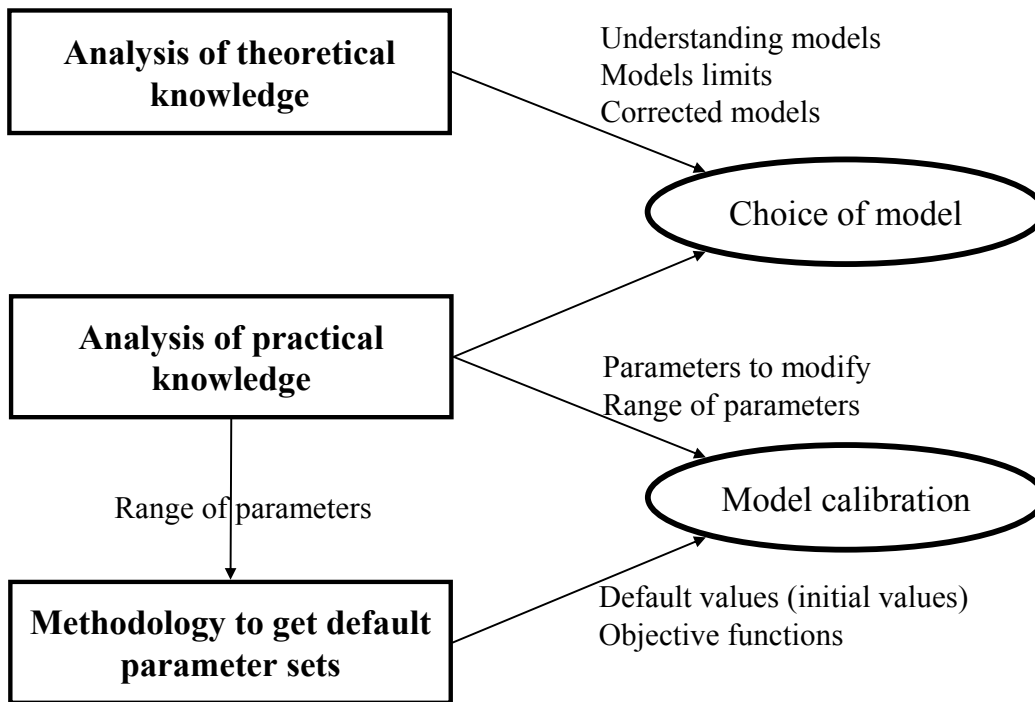 Analysis of theoretical
knowledge
Understanding models
Models limits
Corrected models
Choice of model
Analysis of practical
knowledge
Parameters to modify
Range of parameters
Model calibration
Range of parameters
Methodology to get default
parameter sets
Default values (initial values)
Objective functions